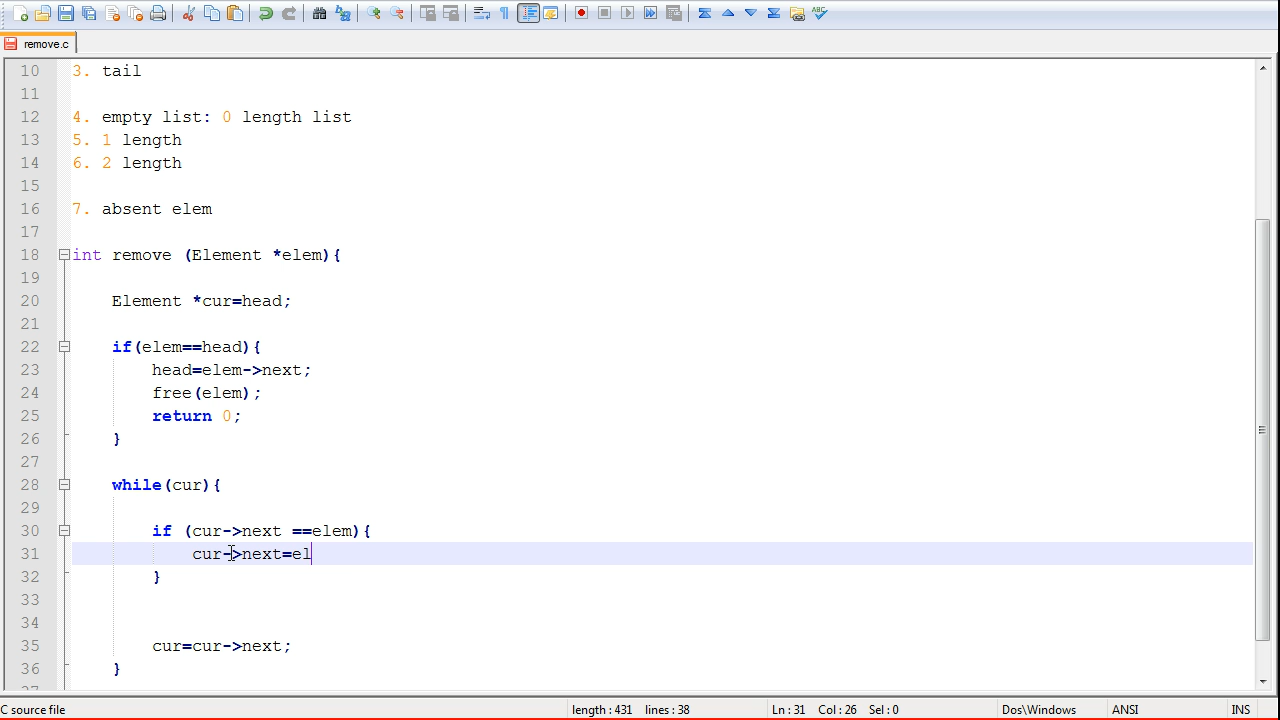 remove.c
10 3. tail
11
12 4. empty list: 0 length list
13 5. 1 length
14 6. 2 length
15
16 7. absent elem
17
18 int remove (Element *elem){
19
20 Element *cur=head;
21
22 if(elem==head){
23 head=elem->next;
24 free(elem);
25 return 0;
26 }
27
28 while(cur){
29
30 if (cur->next ==elem){
31 cur->next=el
32 }
33
34
35 cur=cur->next;
36 }
37
C source file length : 431 lines : 38 Ln : 31 Col : 26 Sel : 0 Dos\Windows ANSI INS